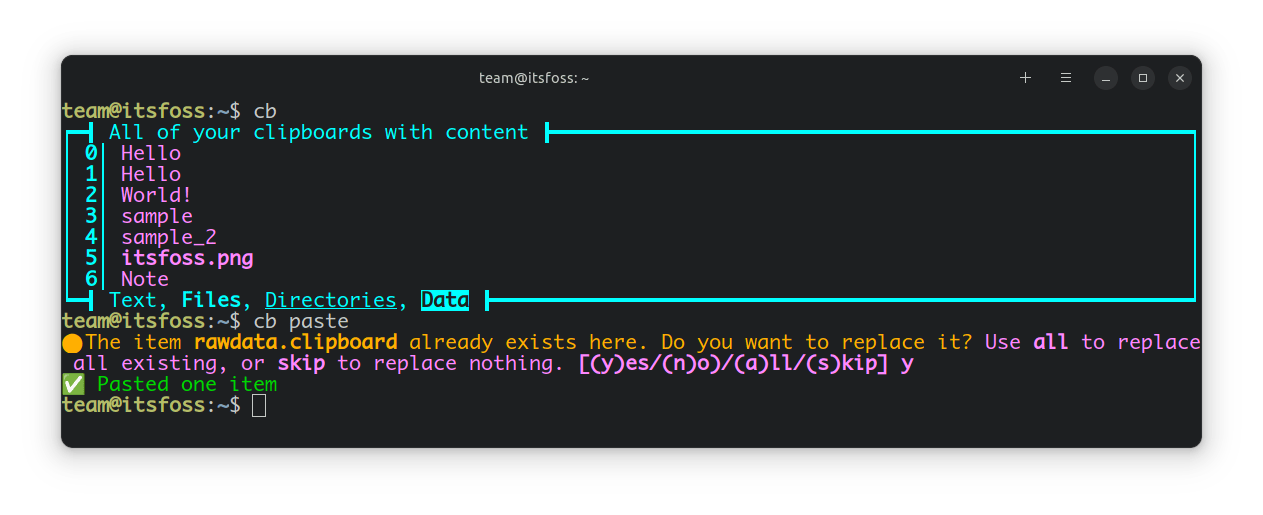 team@itsfoss: ~
team@itsfoss:~$ cb
All of your clipboards with content
0 Hello
1 Hello
2 World!
3 sample
4 sample_2
5 itsfoss.png
6 Note
Text, Files, Directories, Data
team@itsfoss:~$ cb paste
The item rawdata.clipboard already exists here. Do you want to replace it? Use all to replace
all existing, or skip to replace nothing. [(y)es/(n)o)/(a)ll/(s)kip] y
✅ Pasted one item
team@itsfoss:~$